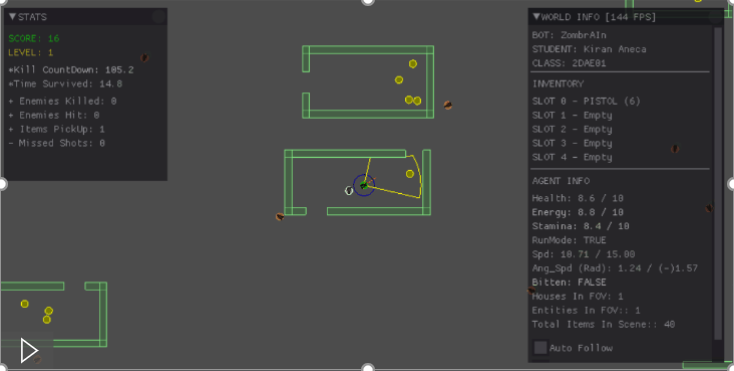 ▼STATS
SCORE: 16
LEVEL: 1
*Kill CountDown: 185.2
*Time Survived: 14.8
+ Enemies Killed: 0
+ Enemies Hit: 0
+ Items PickUp: 1
- Missed Shots: 0
▼WORLD INFO [144 FPS]
BOT: ZombrAIn
STUDENT: Kiran Aneca
CLASS: 2DAE01
INVENTORY
SLOT 0 - PISTOL (6)
SLOT 1 - Empty
SLOT 2 - Empty
SLOT 3 - Empty
SLOT 4 - Empty
AGENT INFO
Health: 8.6 / 10
Energy: 8.8 / 10
Stamina: 8.4 / 10
RunMode: TRUE
Spd: 10.71 / 15.00
Ang_Spd (Rad): 1.24 / (-)1.57
Bitten: FALSE
Houses In FOV: 1
Entities In FOV:: 1
Total Items In Scene:: 40
Auto Follow